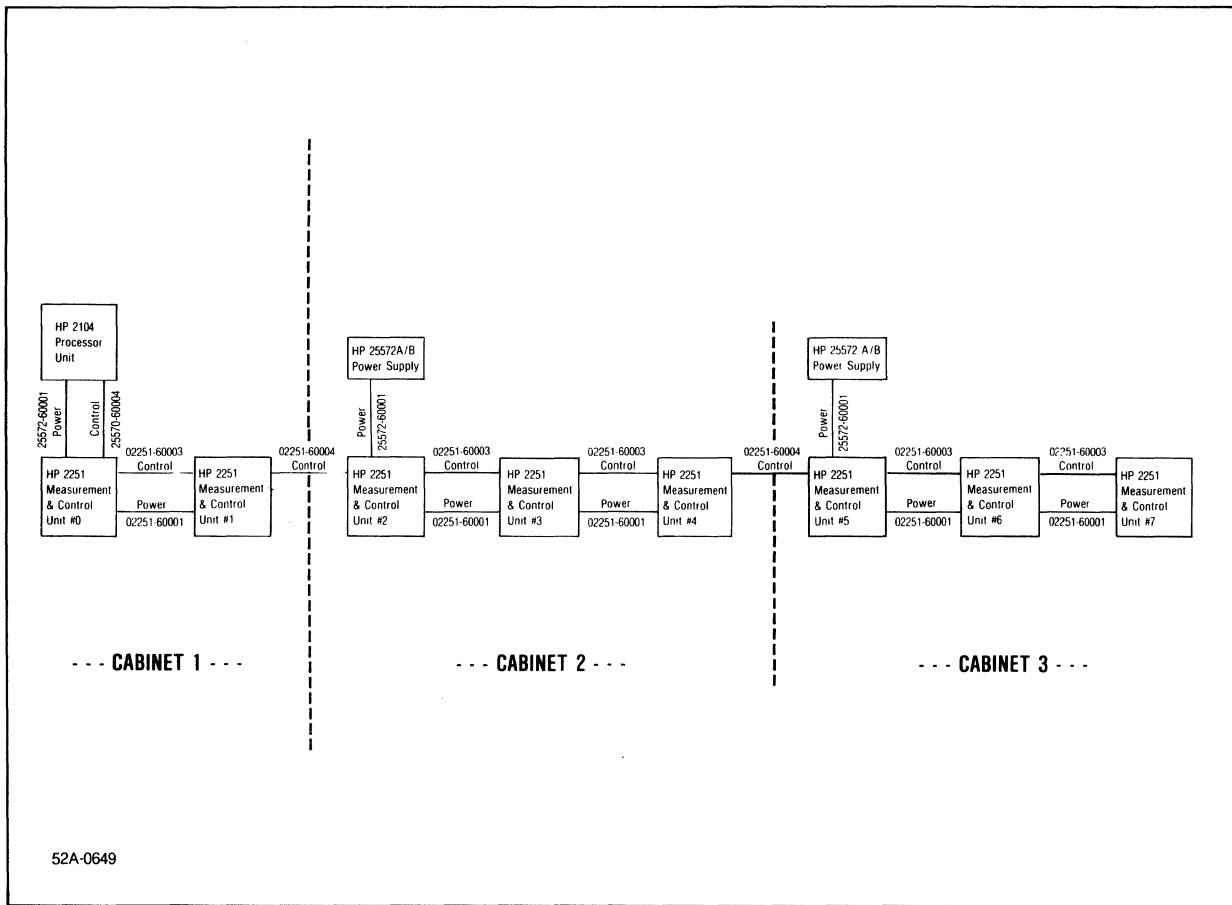 HP 2104
Processor
Unit
25572-60001
Power
Control
25570-60004
HP 2251
Measurement
& Control
Unit #0
02251-60003
Control
Power
02251-60001
HP 2251
Measurement
& Control
Unit #1
02251-60004
Control
HP 25572A/B
Power Supply
Power
25572-60001
HP 2251
Measurement
& Control
Unit #2
02251-60003
Control
Power
02251-60001
HP 2251
Measurement
& Control
Unit #3
02251-60003
Control
Power
02251-60001
HP 2251
Measurement
& Control
Unit #4
02251-60004
Control
HP 25572 A/B
Power Supply
Power
25572-60001
HP 2251
Measurement
& Control
Unit #5
02251-60003
Control
Power
02251-60001
HP 2251
Measurement
& Control
Unit #6
02251-60003
Control
Power
02251-60001
HP 2251
Measurement
& Control
Unit #7
- - - CABINET 1 - - -
- - - CABINET 2 - - -
- - - CABINET 3 - - -
52A-0649